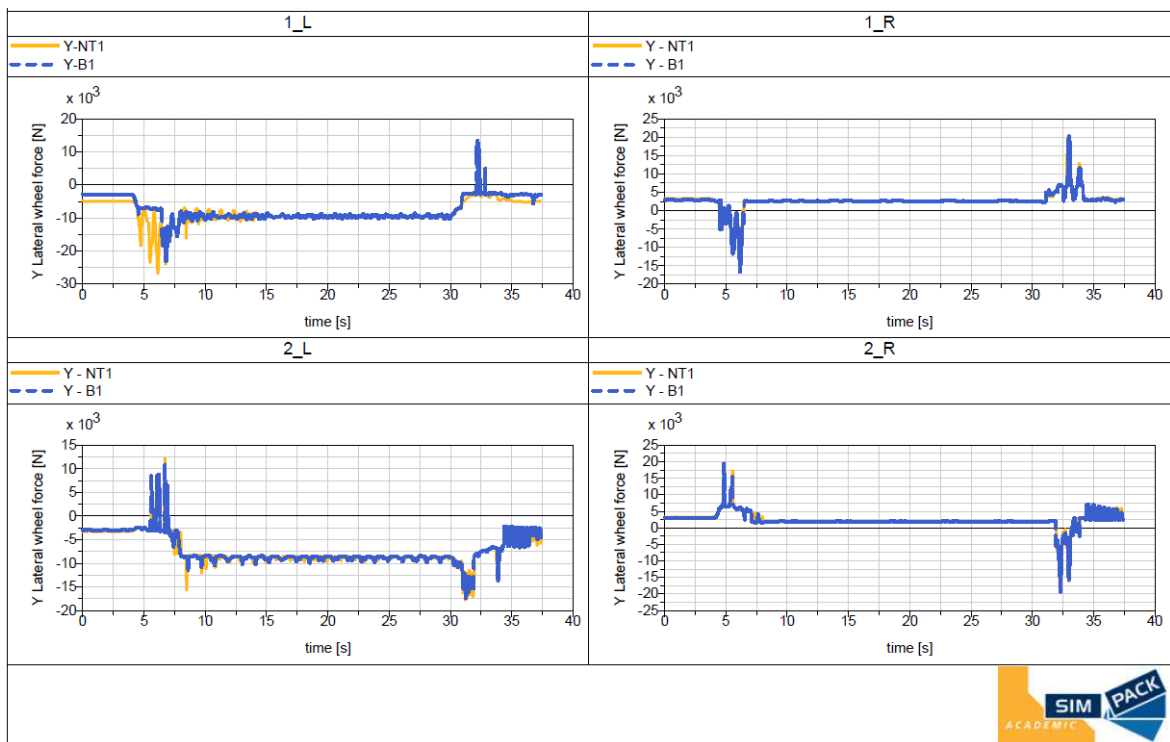 1_L
1_R
Y-NT1
Y-B1
Y - NT1
Y - B1
x 10³
Y Lateral wheel force [N]
20
10
0
-10
-20
-30
0 5 10 15 20 25 30 35 40
time [s]
x 10³
Y Lateral wheel force [N]
25
20
15
10
5
0
-5
-10
-15
-20
0 5 10 15 20 25 30 35 40
time [s]
2_L
2_R
Y - NT1
Y - B1
Y - NT1
Y - B1
x 10³
Y Lateral wheel force [N]
15
10
5
0
-5
-10
-15
-20
0 5 10 15 20 25 30 35 40
time [s]
x 10³
Y Lateral wheel force [N]
25
20
15
10
5
0
-5
-10
-15
-20
-25
0 5 10 15 20 25 30 35 40
time [s]
SIM PACK
ACADEMIC